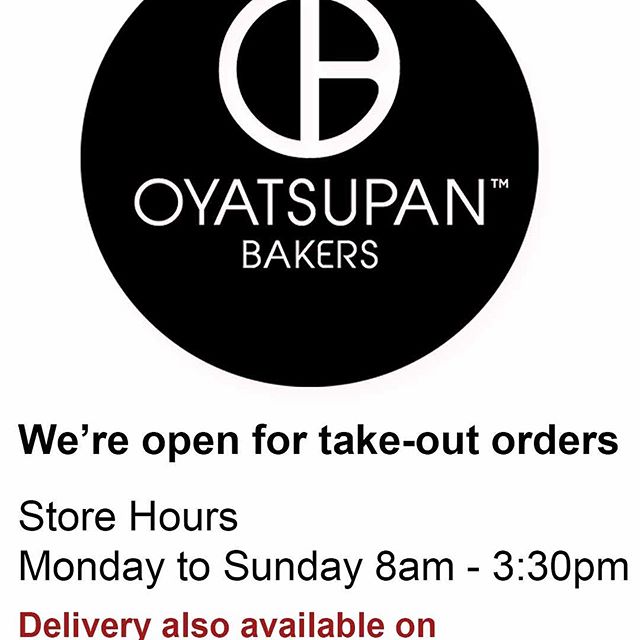 OYATSUPAN™
BAKERS
We’re open for take-out orders
Store Hours
Monday to Sunday 8am - 3:30pm
Delivery also available on